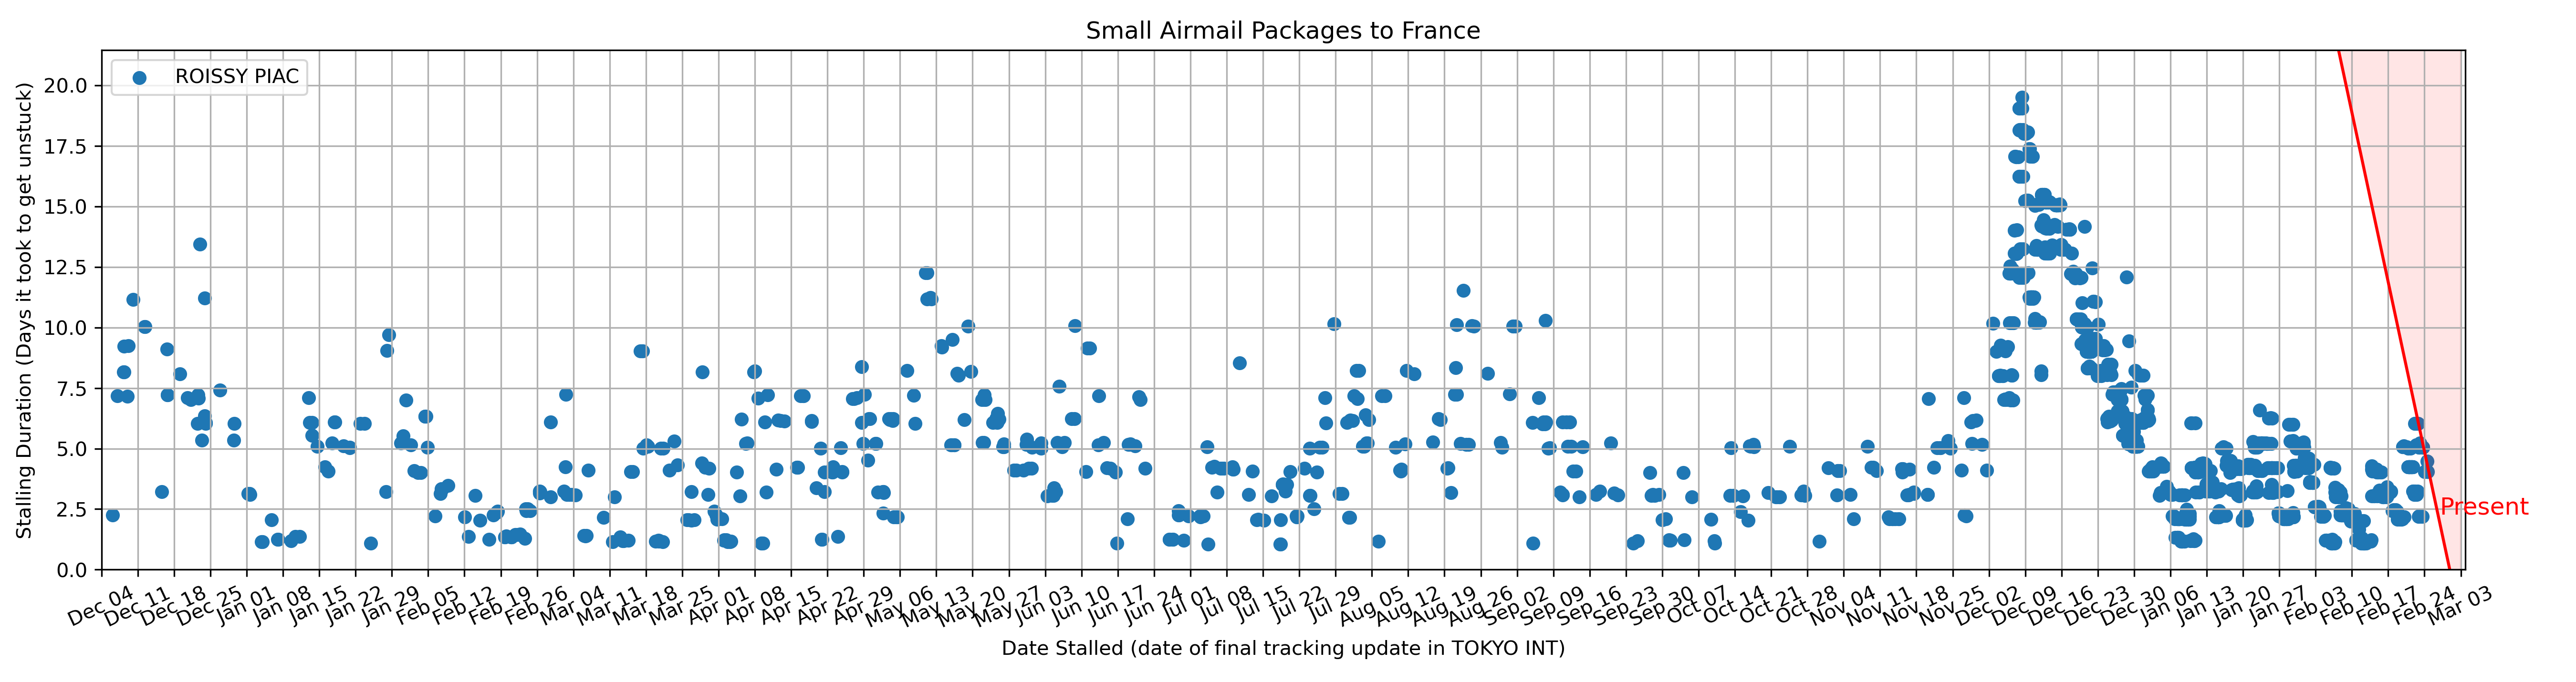 Small Airmail Packages to France
ROISSY PIAC
Stalling Duration (Days it took to get unstuck)
20.0
17.5
15.0
12.5
10.0
7.5
5.0
2.5
0.0
Present
Dec 04 Dec 11 Dec 18 Dec 25 Jan 01 Jan 08 Jan 15 Jan 22 Jan 29 Feb 05 Feb 12 Feb 19 Feb 26 Mar 04 Mar 11 Mar 18 Mar 25 Apr 01 Apr 08 Apr 15 Apr 22 Apr 29 May 06 May 13 May 20 May 27 Jun 03 Jun 10 Jun 17 Jun 24 Jul 01 Jul 08 Jul 15 Jul 22 Jul 29 Aug 05 Aug 12 Aug 19 Aug 26 Sep 02 Sep 09 Sep 16 Sep 23 Sep 30 Oct 07 Oct 14 Oct 21 Oct 28 Nov 04 Nov 11 Nov 18 Nov 25 Dec 02 Dec 09 Dec 16 Dec 23 Dec 30 Jan 06 Jan 13 Jan 20 Jan 27 Feb 03 Feb 10 Feb 17 Feb 24 Mar 03
Date Stalled (date of final tracking update in TOKYO INT)